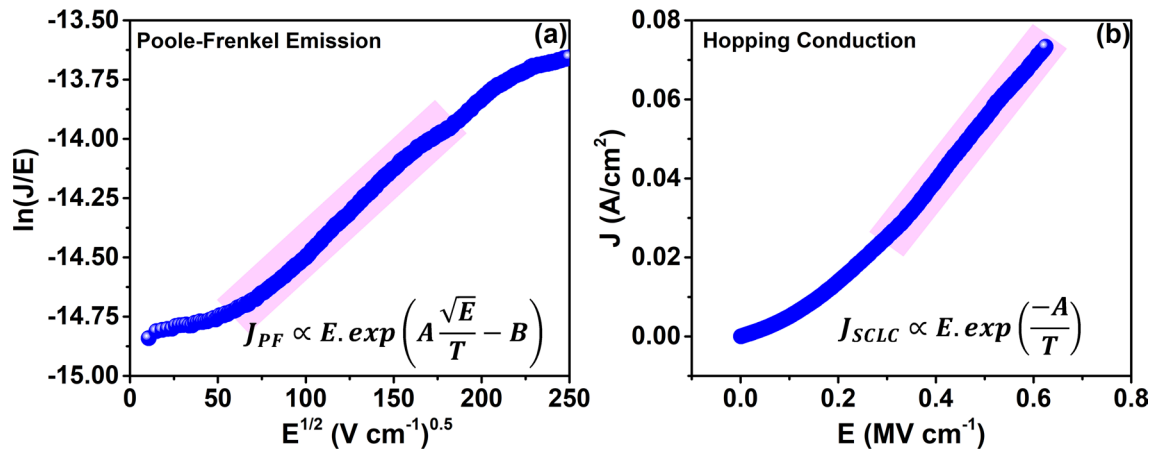 Poole-Frenkel Emission
(a)
ln(J/E)
-13.50
-13.75
-14.00
-14.25
-14.50
-14.75
-15.00
J_PF ∝ E. exp (A √E/T − B)
0
50
100
150
200
250
E^1/2 (V cm^-1)^0.5
Hopping Conduction
(b)
J (A/cm^2)
0.08
0.06
0.04
0.02
0.00
J_SCLC ∝ E. exp (−A/T)
0.0
0.2
0.4
0.6
0.8
E (MV cm^-1)